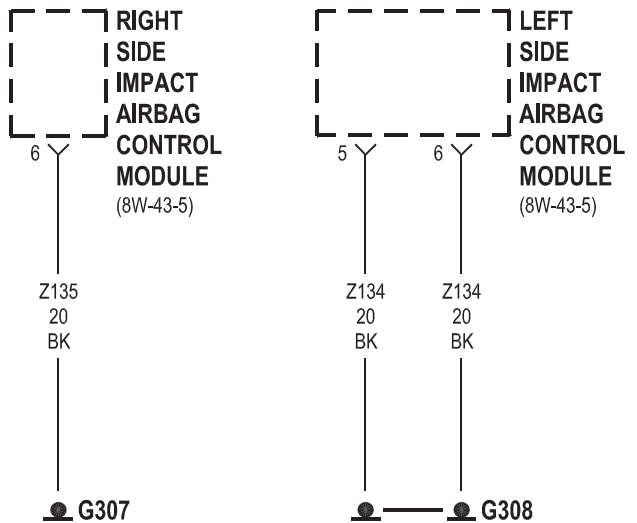 RIGHT
SIDE
IMPACT
AIRBAG
CONTROL
MODULE
(8W-43-5)
6
Z135
20
BK
G307
LEFT
SIDE
IMPACT
AIRBAG
CONTROL
MODULE
(8W-43-5)
5
6
Z134
20
BK
Z134
20
BK
G308